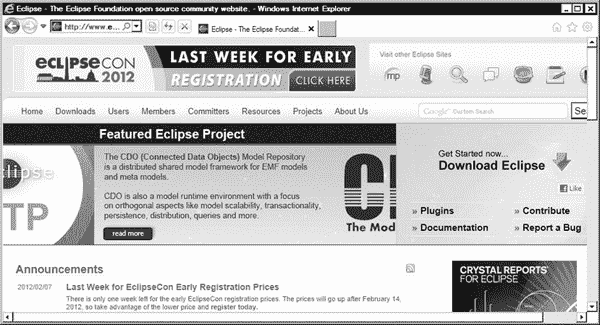 Eclipse - The Eclipse Foundation open source community website. - Windows Internet Explorer
http://www.e...
Eclipse - The Eclipse Foundat...
eclipsecon
2012
LAST WEEK FOR EARLY
REGISTRATION
CLICK HERE
Visit other Eclipse Sites
mp
Home Downloads Users Members Committers Resources Projects About Us
Google Custom Search
Se
Featured Eclipse Project
clipse
TP
The CDO (Connected Data Objects) Model Repository
is a distributed shared model framework for EMF models
and meta models.
CDO is also a model runtime environment with a focus
on orthogonal aspects like model scalability, transactionality,
persistence, distribution, queries and more.
read more
The Mod
Get Started now...
Download Eclipse
Like
» Plugins
» Contribute
» Documentation
» Report a Bug
Announcements
2012/02/07
Last Week for EclipseCon Early Registration Prices
There is only one week left for the early EclipseCon registration prices. The prices will go up after February 14,
2012, so take advantage of the lower price and register today.
CRYSTAL REPORTS
FOR ECLIPSE